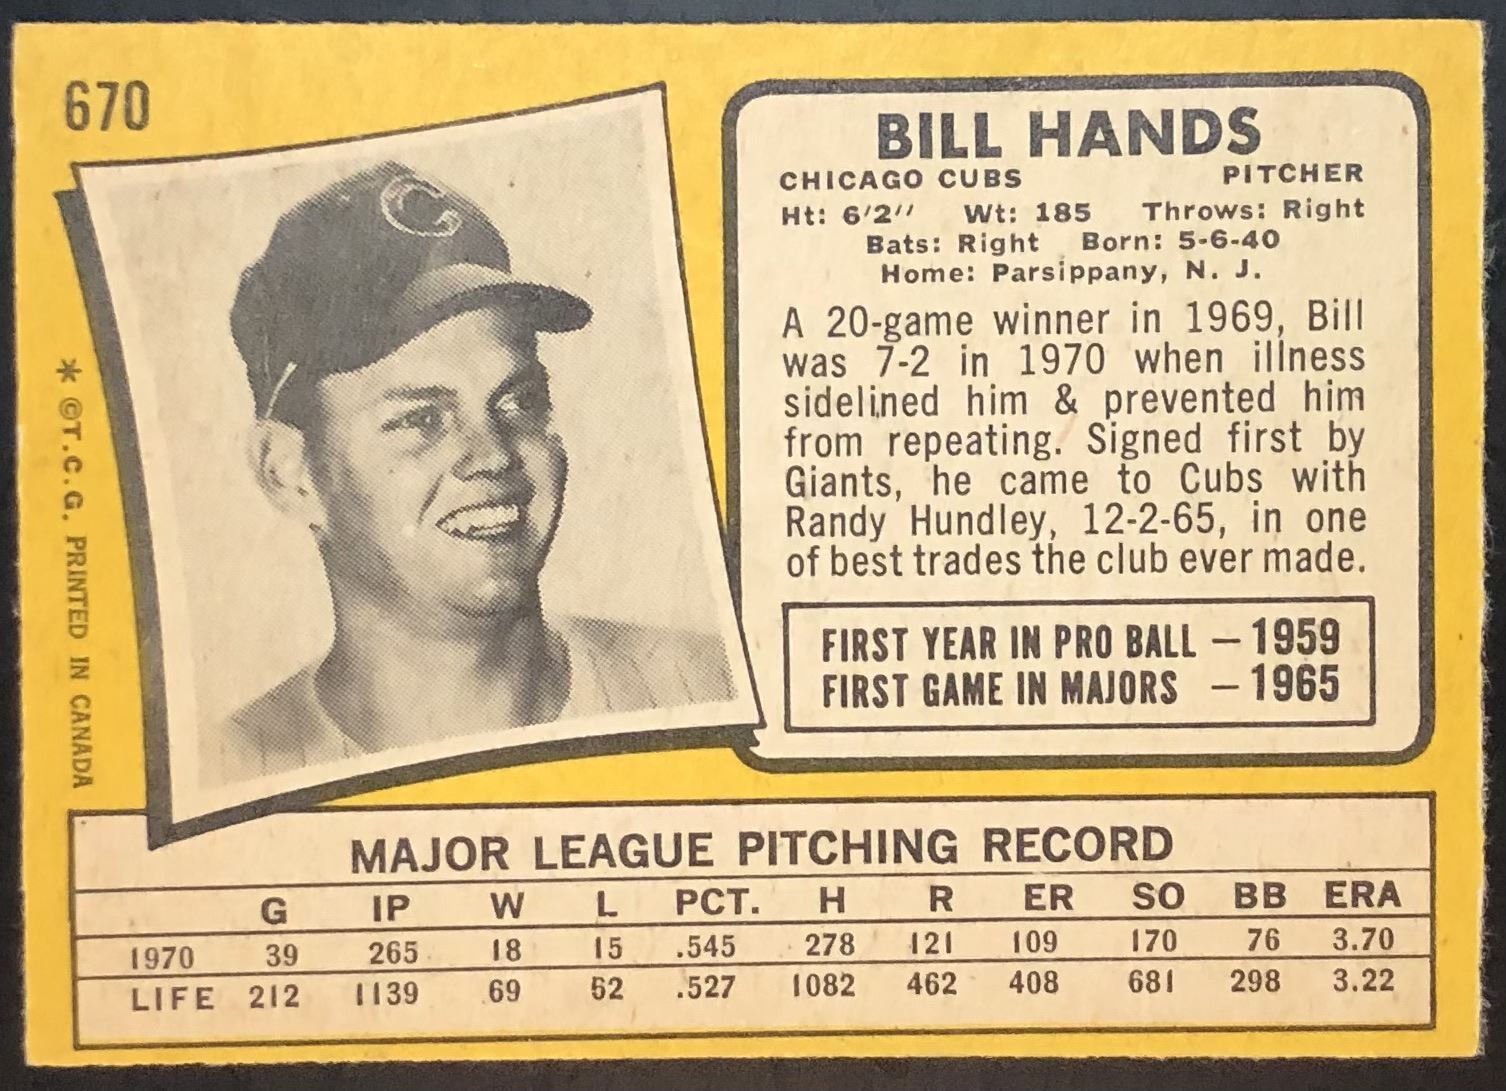 670
BILL HANDS
CHICAGO CUBS PITCHER
Ht: 6'2" Wt: 185 Throws: Right
Bats: Right Born: 5-6-40
Home: Parsippany, N. J.
A 20-game winner in 1969, Bill
was 7-2 in 1970 when illness
sidelined him & prevented him
from repeating. Signed first by
Giants, he came to Cubs with
Randy Hundley, 12-2-65, in one
of best trades the club ever made.
FIRST YEAR IN PRO BALL — 1959
FIRST GAME IN MAJORS — 1965
C
* ©T.C.G. PRINTED IN CANADA
MAJOR LEAGUE PITCHING RECORD
G IP W L PCT. H R ER SO BB ERA
1970 39 265 18 15 .545 278 121 109 170 76 3.70
LIFE 212 1139 69 62 .527 1082 462 408 681 298 3.22